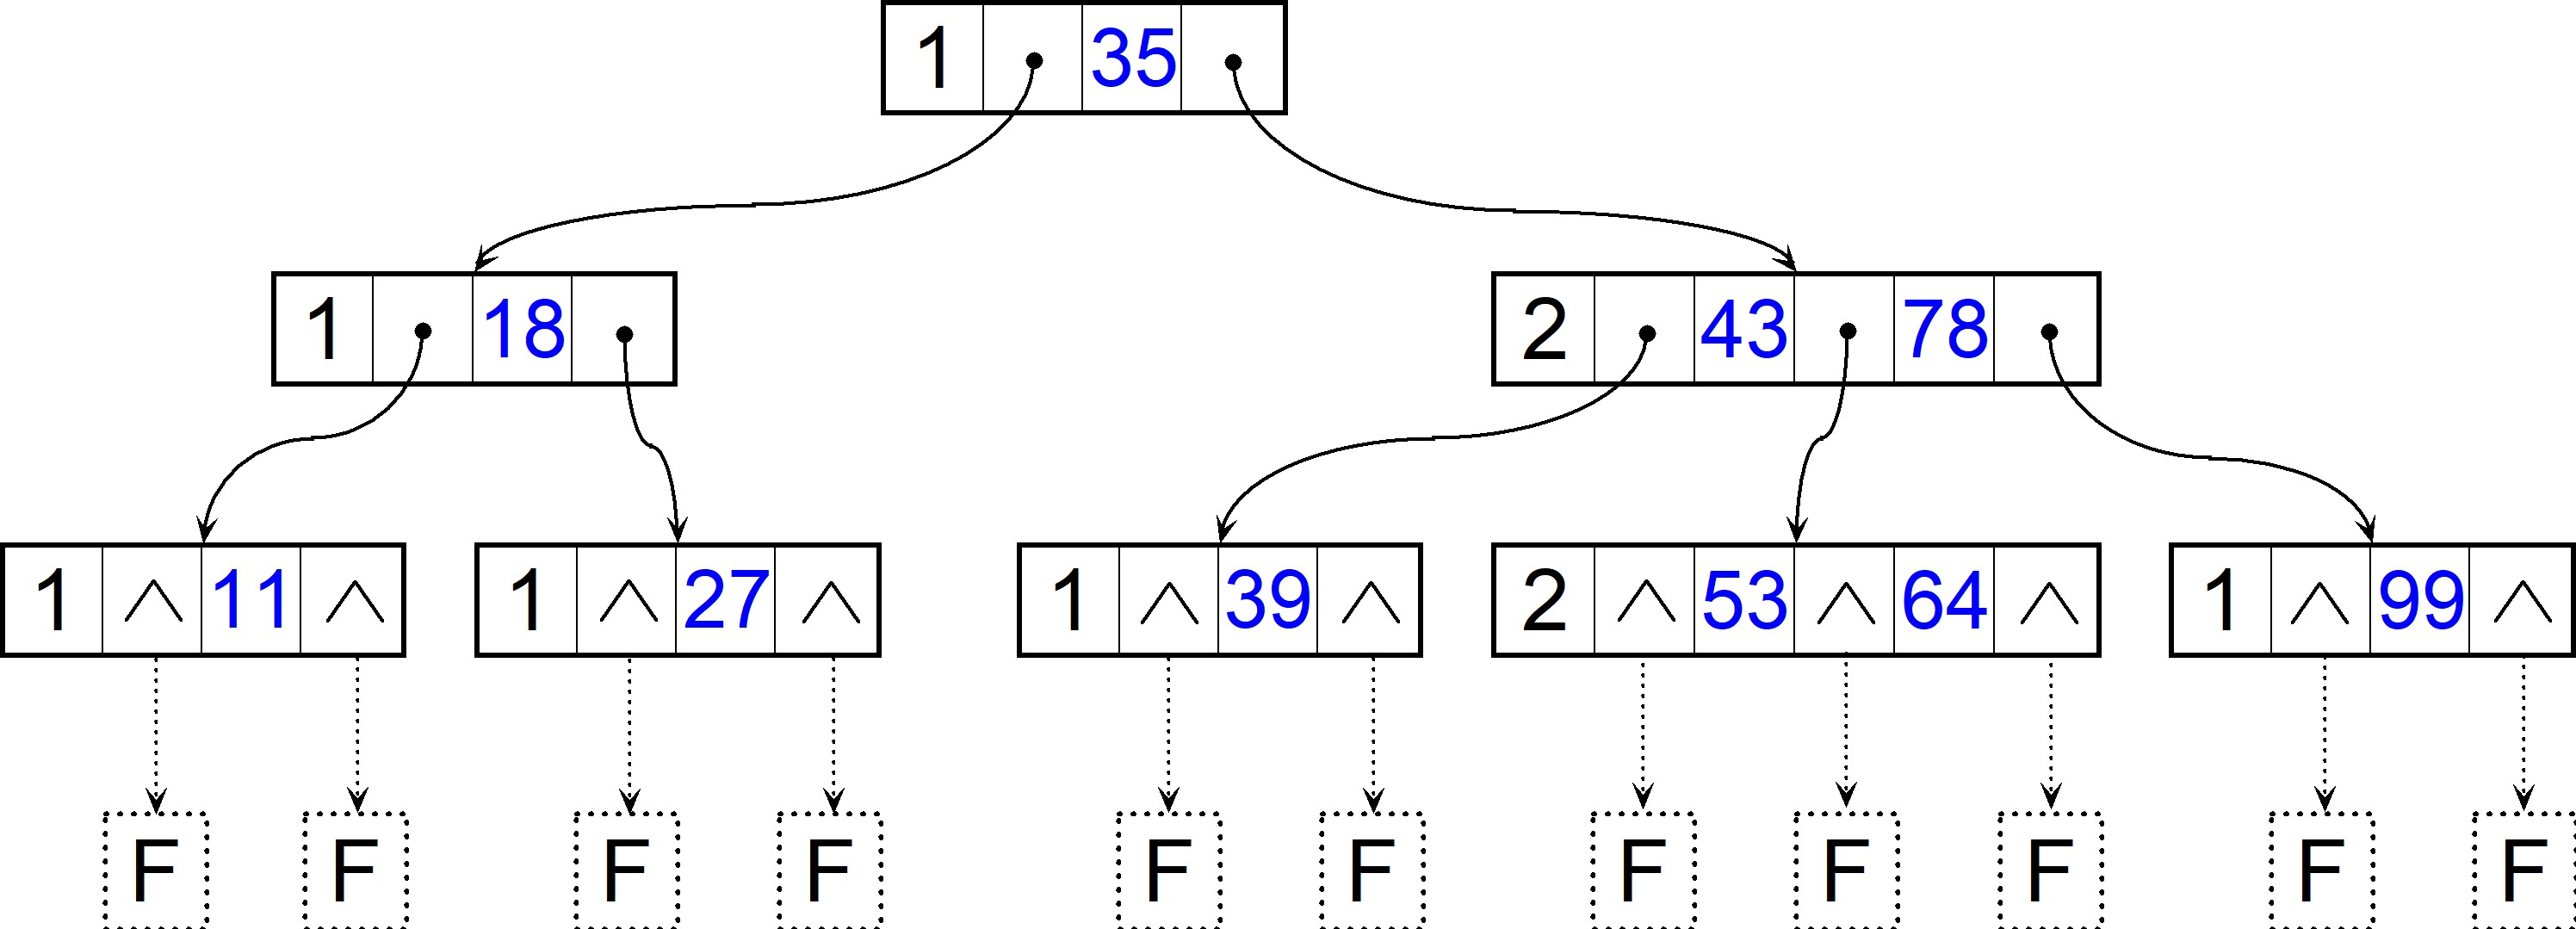 1 35
1 18 2 43 78
1 ^ 11 ^ 1 ^ 27 ^ 1 ^ 39 ^ 2 ^ 53 ^ 64 ^ 1 ^ 99 ^
F F F F F F F F F F F